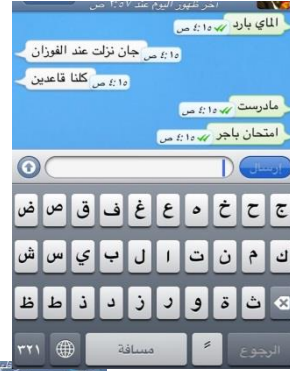 آخر ظهور اليوم عند ٢:٥٧ ص
الماي بارد ٤:١٥ ص
جان نزلت عند الفوزان ٤:١٥ ص
كلنا قاعدين ٤:١٥ ص
مادرست ٤:١٥ ص
امتحان باجر ٤:١٥ ص
إرسال
ض ص ق ف غ ع ه خ ح ج
ش س ي ب ل ا ت ن م ك
ظ ط ذ د ز ر و ة ث
٣٢١ مسافة الرجوع